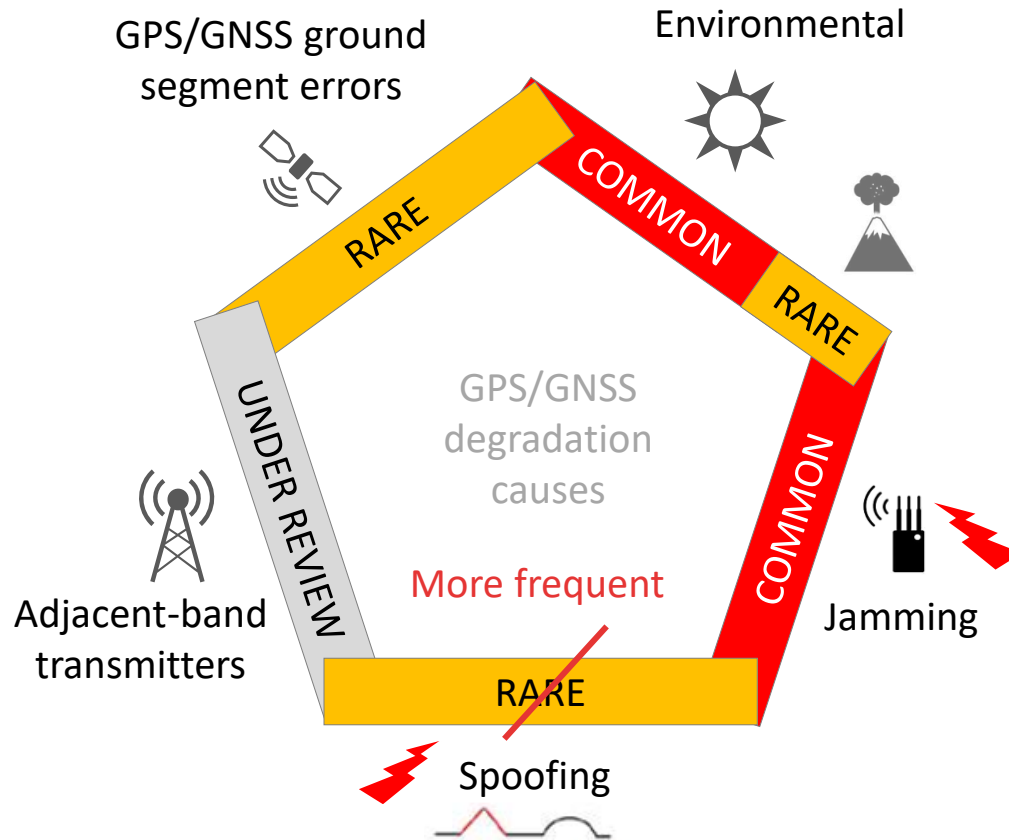 GPS/GNSS ground
segment errors
Environmental
RARE
COMMON
RARE
UNDER REVIEW
GPS/GNSS
degradation
causes
COMMON
Adjacent-band
transmitters
More frequent
Jamming
RARE
Spoofing